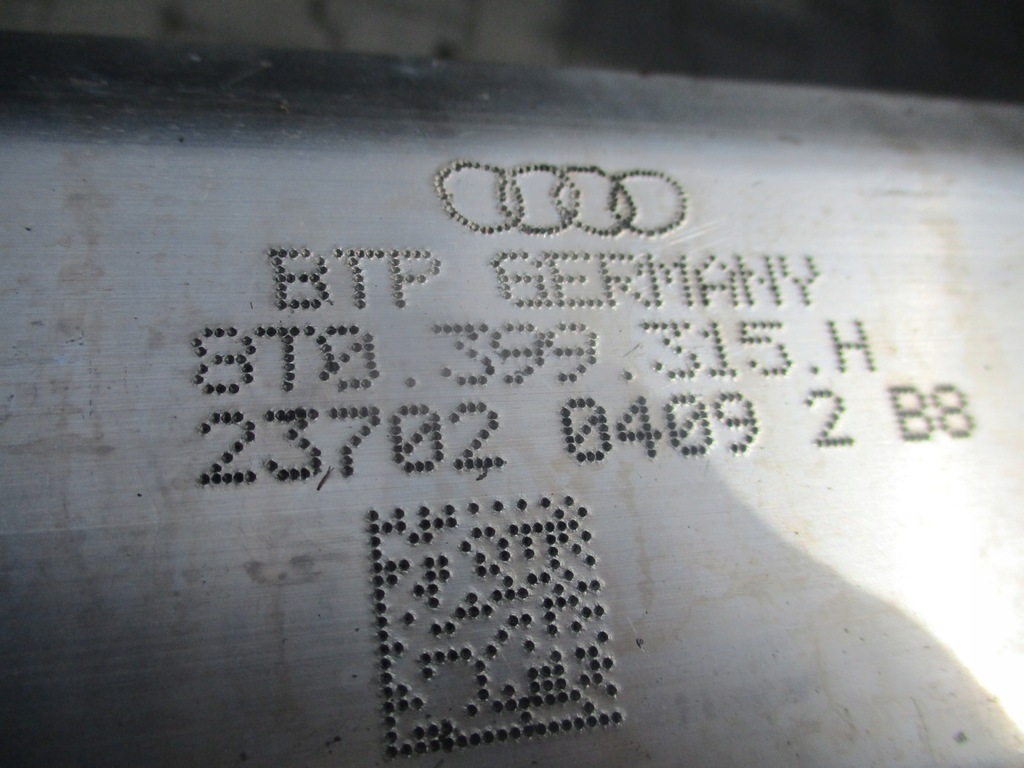 BTP GERMANY
8T0.399.315.H
23702 0409 2 B8